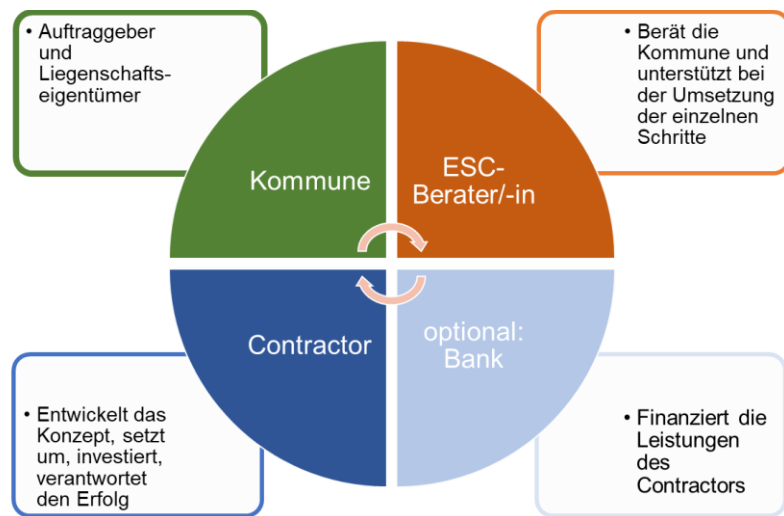 • Auftraggeber
und
Liegenschafts-
eigentümer
• Berät die
Kommune und
unterstützt bei
der Umsetzung
der einzelnen
Schritte
Kommune
ESC-
Berater/-in
Contractor
optional:
Bank
• Entwickelt das
Konzept, setzt
um, investiert,
verantwortet
den Erfolg
• Finanziert die
Leistungen
des
Contractors